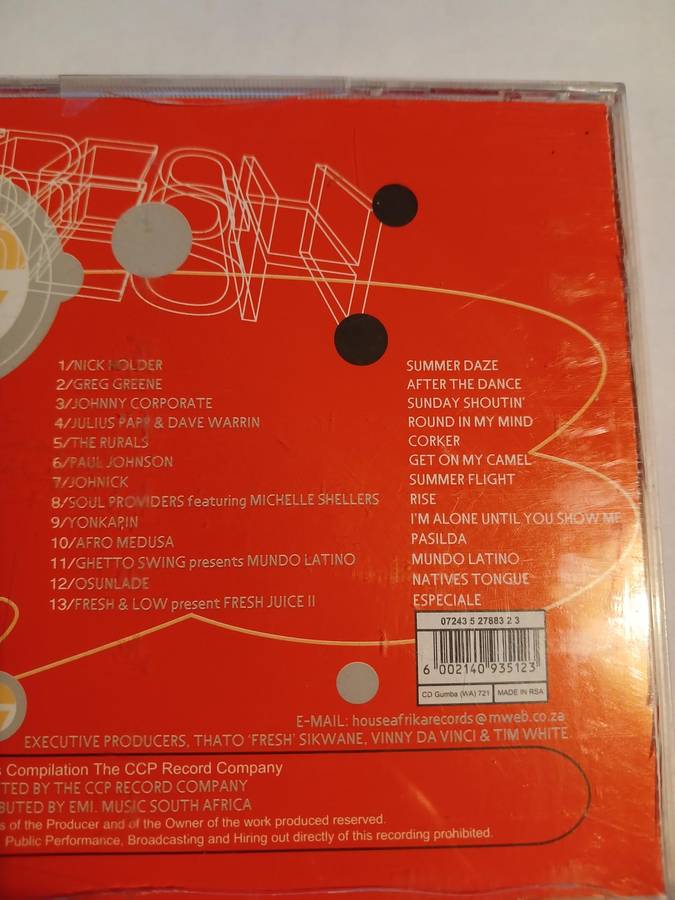 FRESH
1/NICK HOLDER SUMMER DAZE
2/GREG GREENE AFTER THE DANCE
3/JOHNNY CORPORATE SUNDAY SHOUTIN'
4/JULIUS PAPP & DAVE WARRIN ROUND IN MY MIND
5/THE RURALS CORKER
6/PAUL JOHNSON GET ON MY CAMEL
7/JOHNICK SUMMER FLIGHT
8/SOUL PROVIDERS featuring MICHELLE SHELLERS RISE
9/YONKAPIN I'M ALONE UNTIL YOU SHOW ME
10/AFRO MEDUSA PASILDA
11/GHETTO SWING presents MUNDO LATINO MUNDO LATINO
12/OSUNLADE NATIVES TONGUE
13/FRESH & LOW present FRESH JUICE II ESPECIALE
07243 5 27883 2 3
6 002140 935123
CD Gumba (WA) 721 MADE IN RSA
E-MAIL: houseafrikarecords@mweb.co.za
EXECUTIVE PRODUCERS, THATO 'FRESH' SIKWANE, VINNY DA VINCI & TIM WHITE
s Compilation The CCP Record Company
TED BY THE CCP RECORD COMPANY
BUTED BY EMI. MUSIC SOUTH AFRICA
s of the Producer and of the Owner of the work produced reserved.
Public Performance, Broadcasting and Hiring out directly of this recording prohibited.